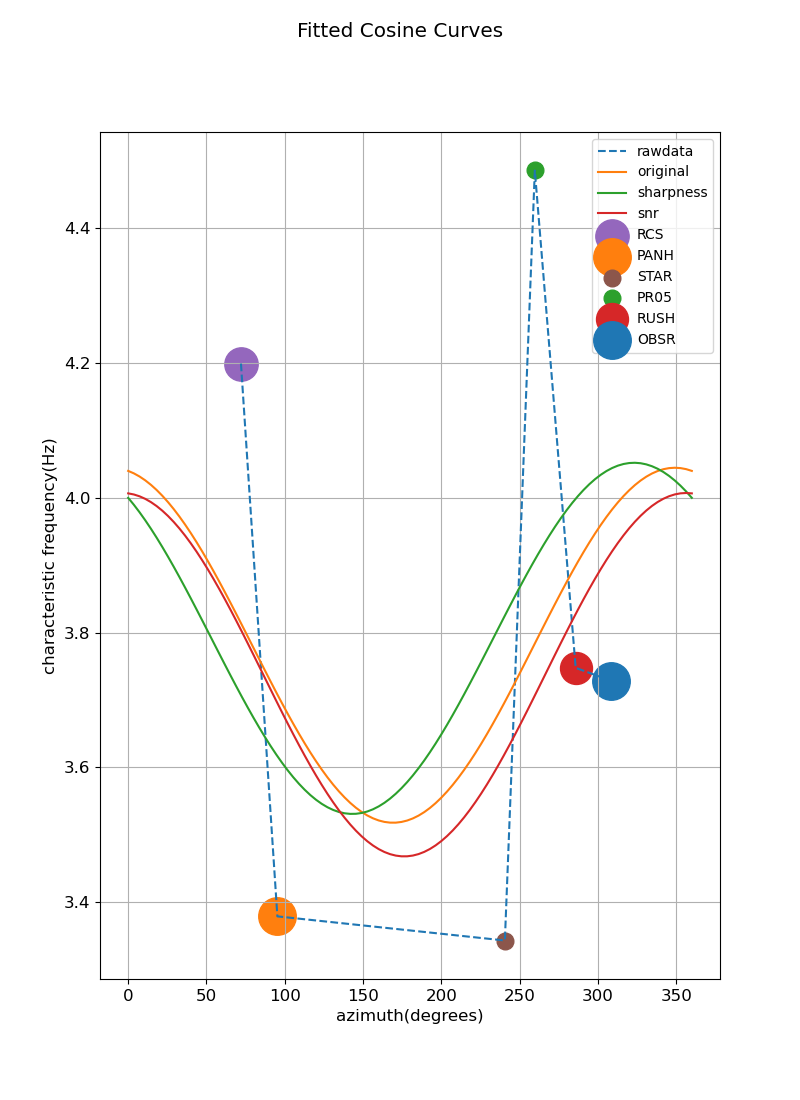 Fitted Cosine Curves
rawdata
original
sharpness
snr
RCS
PANH
STAR
PR05
RUSH
OBSR
4.4
4.2
4.0
3.8
3.6
3.4
characteristic frequency(Hz)
0 50 100 150 200 250 300 350
azimuth(degrees)